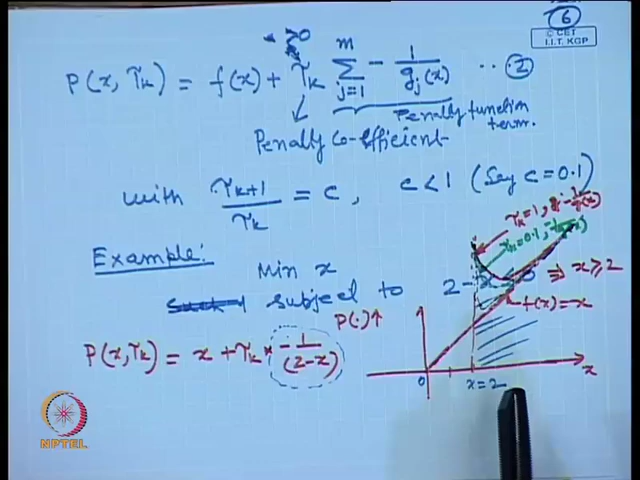 6
© CET
I.I.T. KGP
P(x, γk) = f(x) + γk Σ m j=1 - 1/gj(x) ·· (2)
>0
Penalty function term.
Penalty Co-efficient
with γk+1/γk = c, c<1 (Say c=0.1)
Example:
Min x
subject to 2-x ≤ 0 ⇒ x≥2
P(x, γk) = x + γk * - 1/(2-x)
P(·)↑
γk=1,
γk=0.1,
f(x)=x
0
x=2
x
NPTEL